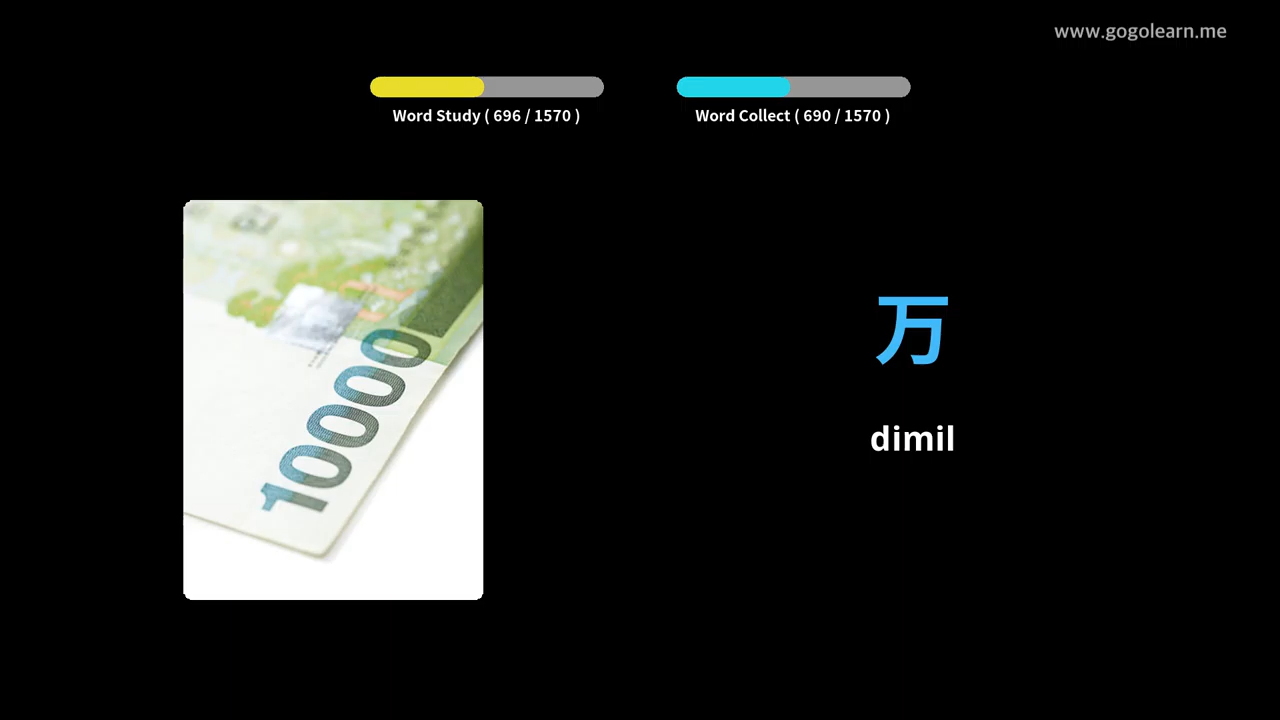 www.gogolearn.me
Word Study ( 696 / 1570 )
Word Collect ( 690 / 1570 )
10000
万
dimil